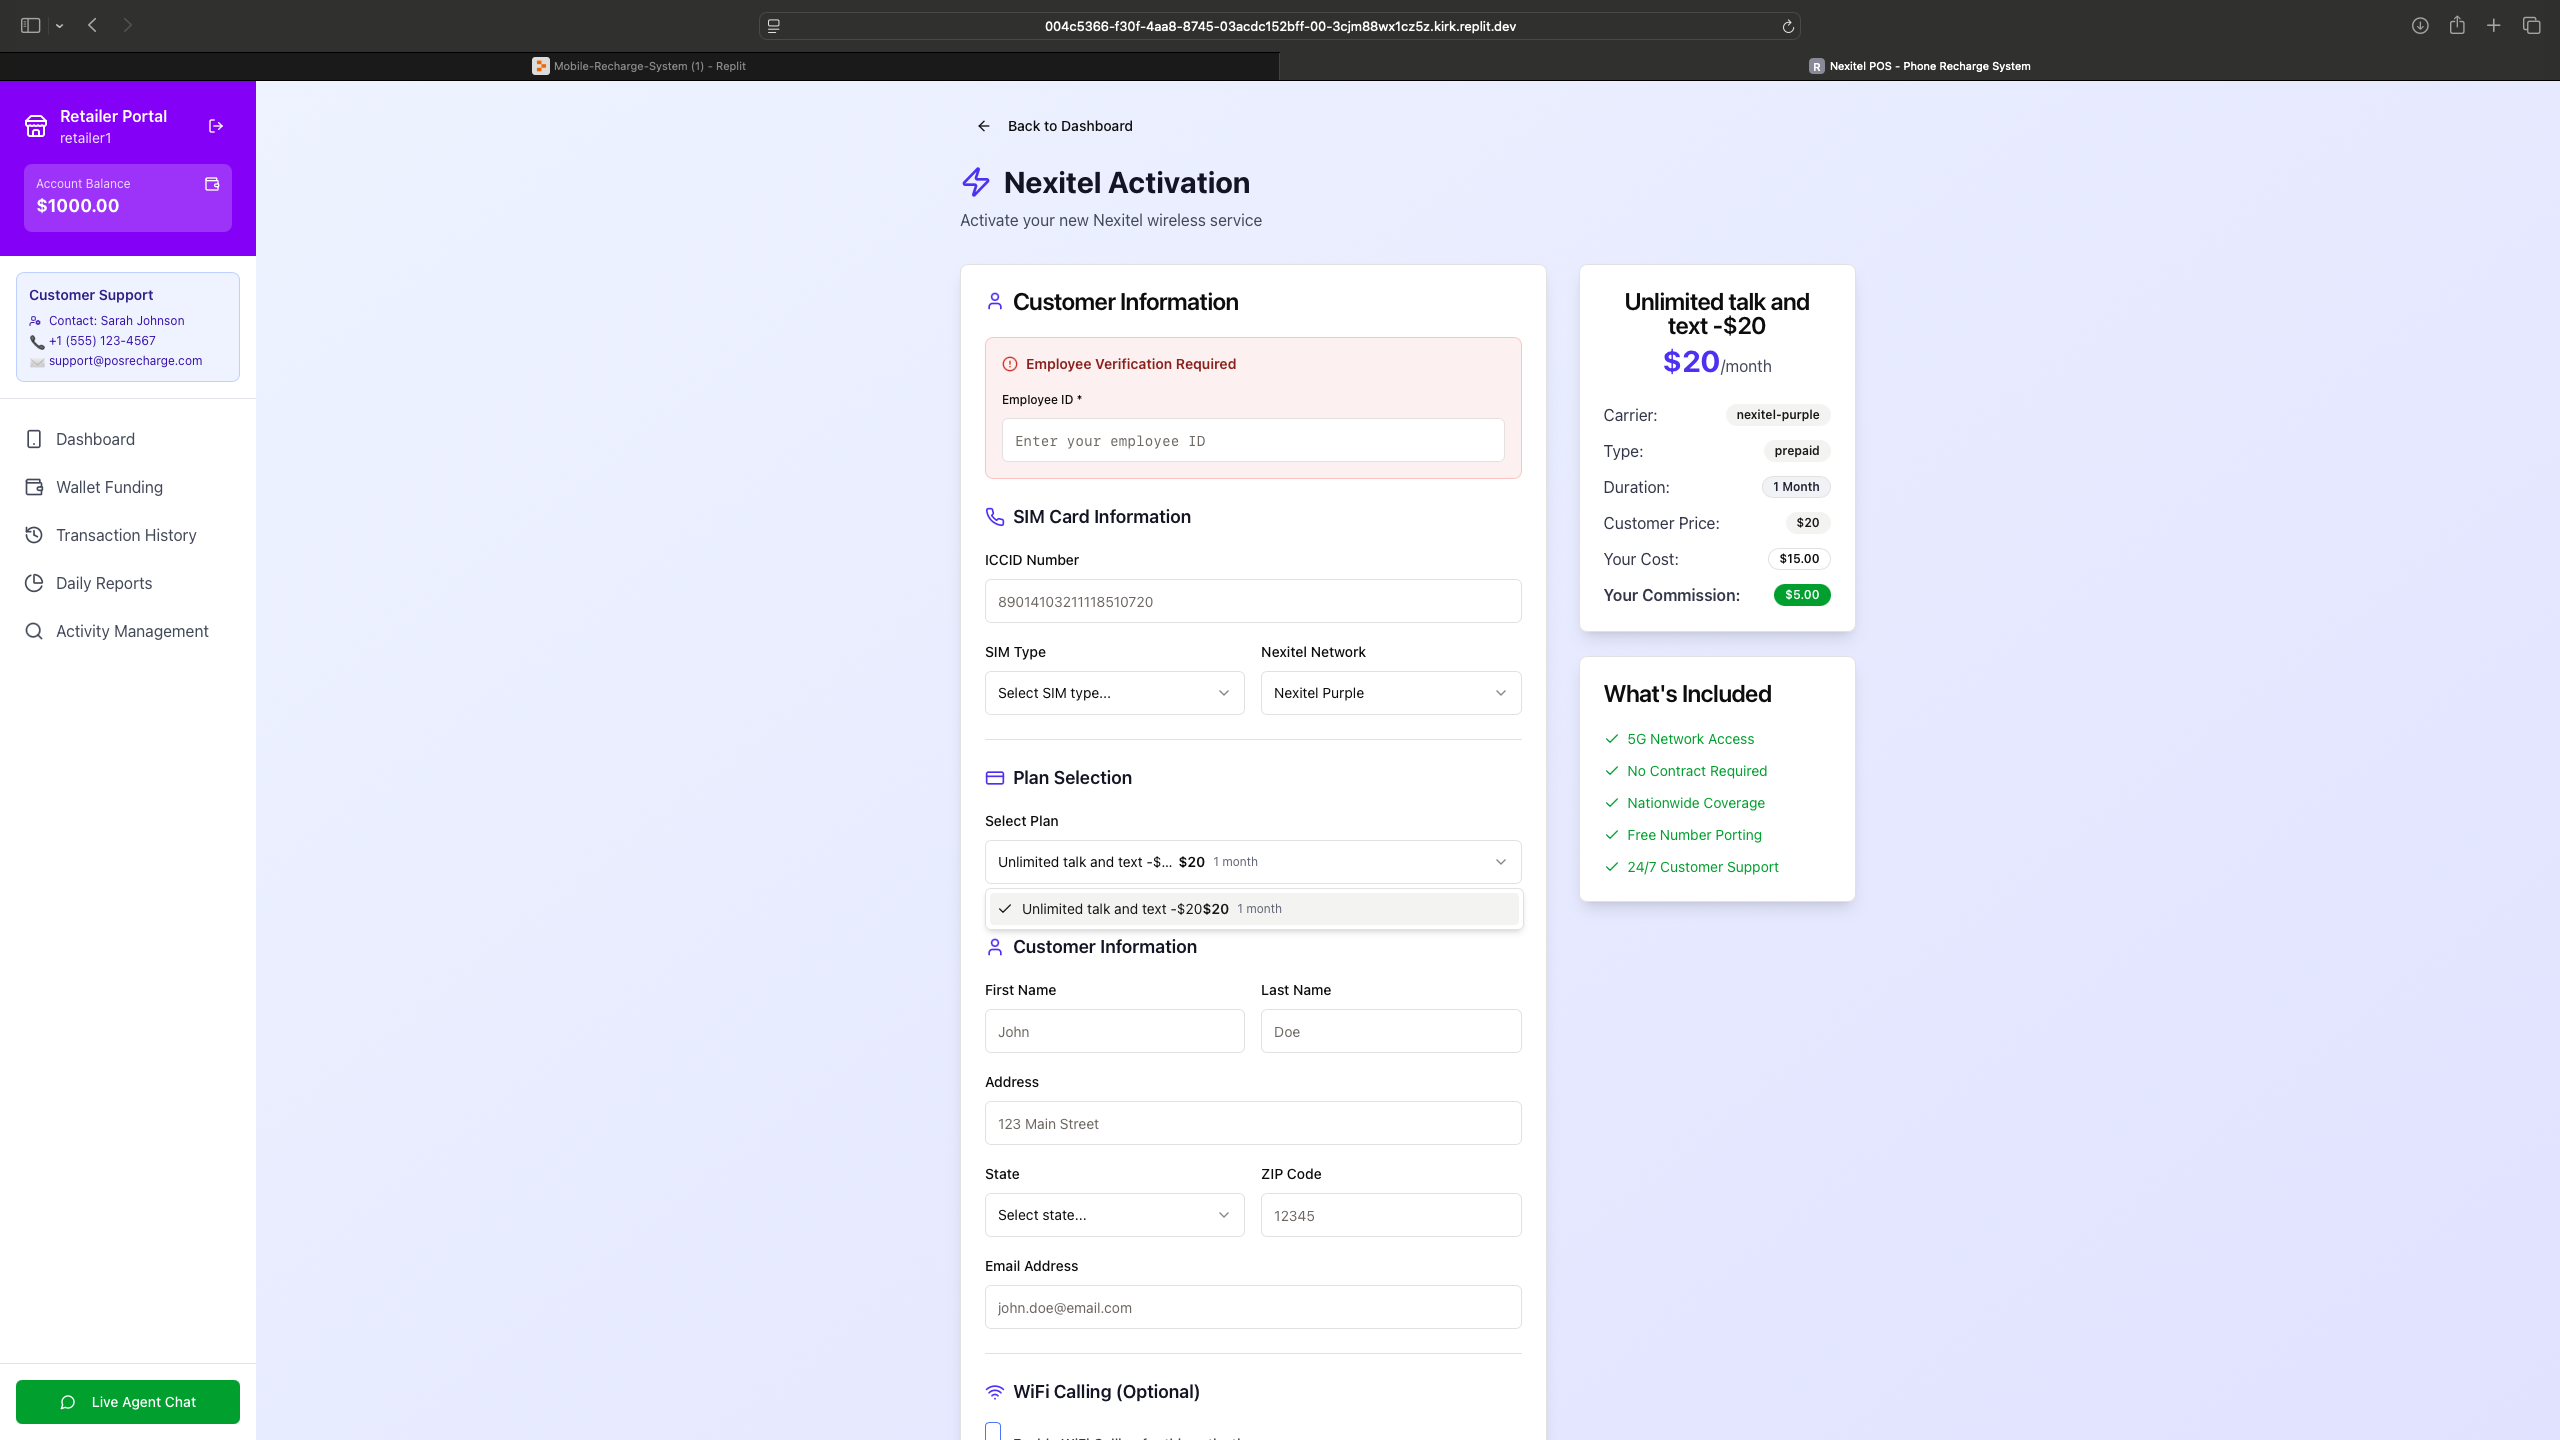 004c5366-f30f-4aa8-8745-03acdc152bff-00-3cjm88wx1cz5z.kirk.replit.dev
Mobile-Recharge-System (1) - Replit
R Nexitel POS - Phone Recharge System
Retailer Portal
retailer1
Account Balance
$1000.00
Customer Support
Contact: Sarah Johnson
+1 (555) 123-4567
support@posrecharge.com
Dashboard
Wallet Funding
Transaction History
Daily Reports
Activity Management
Live Agent Chat
Back to Dashboard
Nexitel Activation
Activate your new Nexitel wireless service
Customer Information
Employee Verification Required
Employee ID *
Enter your employee ID
SIM Card Information
ICCID Number
89014103211118510720
SIM Type
Nexitel Network
Select SIM type...
Nexitel Purple
Plan Selection
Select Plan
Unlimited talk and text -$... $20 1 month
Unlimited talk and text -$20$20 1 month
Customer Information
First Name
Last Name
John
Doe
Address
123 Main Street
State
ZIP Code
Select state...
12345
Email Address
john.doe@email.com
WiFi Calling (Optional)
Unlimited talk and
text -$20
$20/month
Carrier: nexitel-purple
Type: prepaid
Duration: 1 Month
Customer Price: $20
Your Cost: $15.00
Your Commission: $5.00
What's Included
5G Network Access
No Contract Required
Nationwide Coverage
Free Number Porting
24/7 Customer Support